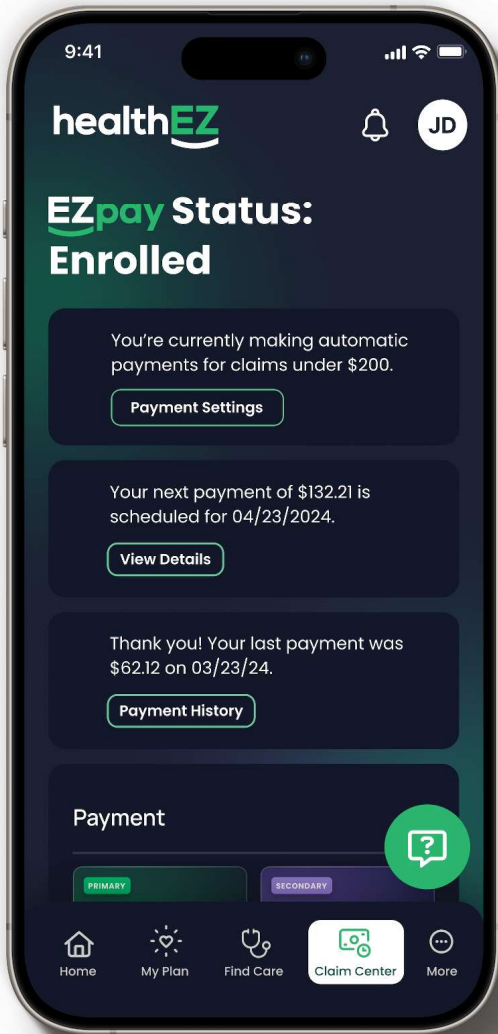 9:41
healthEZ
JD
EZpay Status:
Enrolled
You're currently making automatic
payments for claims under $200.
Payment Settings
Your next payment of $132.21 is
scheduled for 04/23/2024.
View Details
Thank you! Your last payment was
$62.12 on 03/23/24.
Payment History
Payment
PRIMARY
SECONDARY
?
Home
My Plan
Find Care
Claim Center
More